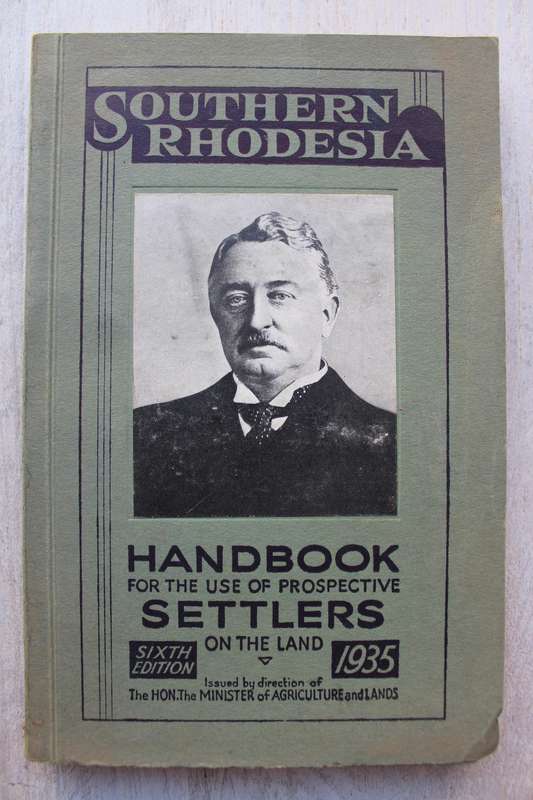 SOUTHERN
RHODESIA
HANDBOOK
FOR THE USE OF PROSPECTIVE
SETTLERS
ON THE LAND
SIXTH
EDITION
1935
Issued by direction of
The HON. The MINISTER of AGRICULTURE and LANDS